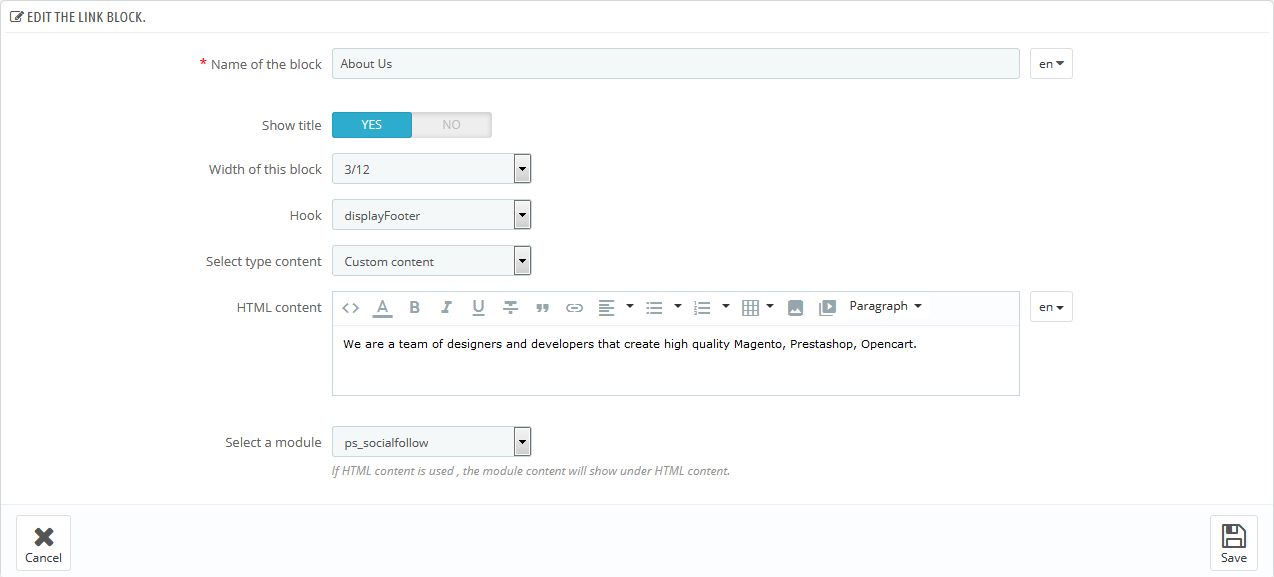 EDIT THE LINK BLOCK.
* Name of the block About Us en
Show title YES NO
Width of this block 3/12
Hook displayFooter
Select type content Custom content
HTML content A B I U Paragraph en
We are a team of designers and developers that create high quality Magento, Prestashop, Opencart.
Select a module ps_socialfollow
If HTML content is used , the module content will show under HTML content.
Cancel Save